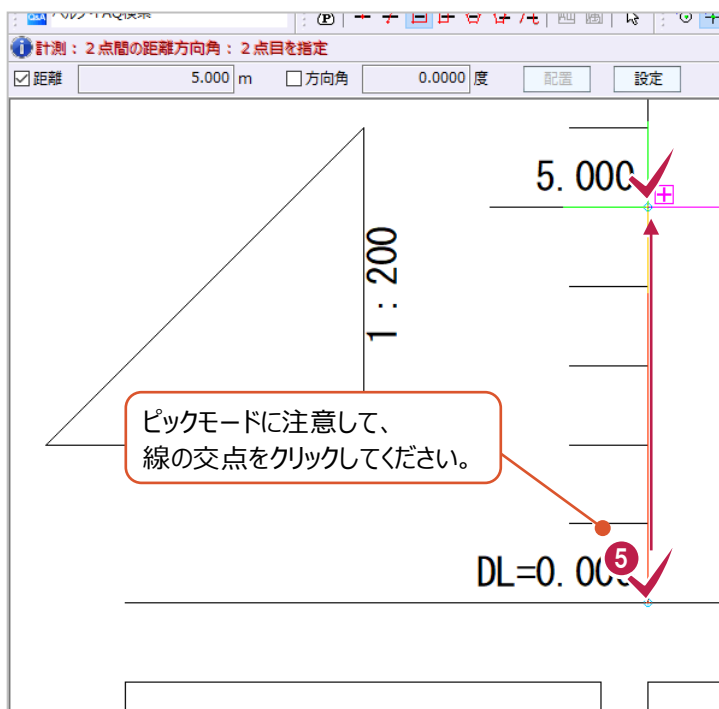 計測：２点間の距離方向角：２点目を指定
距離 5.000 m 方向角 0.0000 度 配置 設定
5.000
1:200
ピックモードに注意して、
線の交点をクリックしてください。
5
DL=0.00